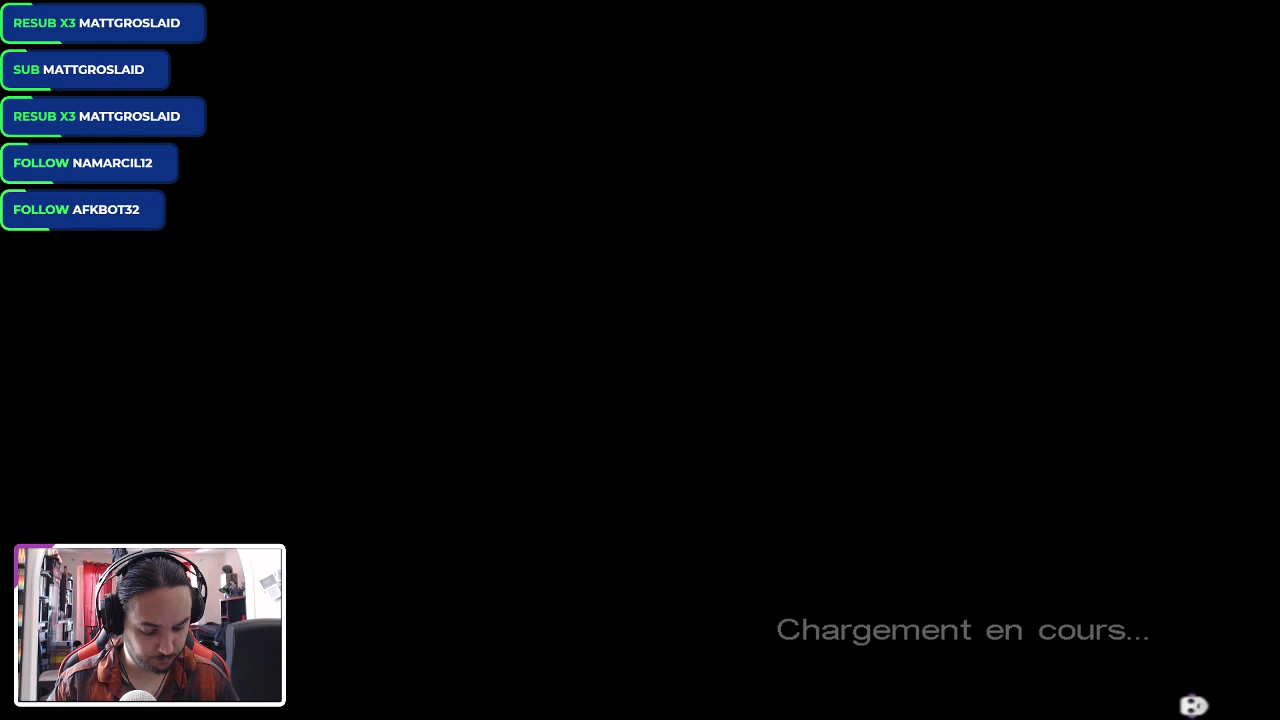 RESUB X3 MATTGROSLAID
SUB MATTGROSLAID
RESUB X3 MATTGROSLAID
FOLLOW NAMARCIL12
FOLLOW AFKBOT32
Chargement en cours...